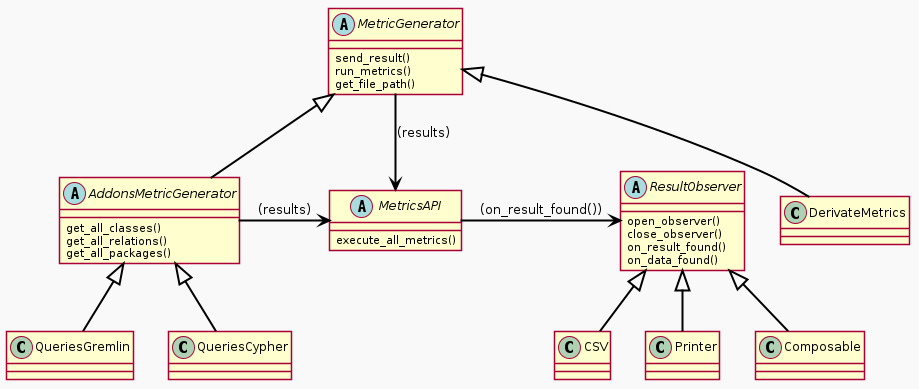 A MetricGenerator
send_result()
run_metrics()
get_file_path()
(results)
A AddonsMetricGenerator
get_all_classes()
get_all_relations()
get_all_packages()
(results)
A MetricsAPI
execute_all_metrics()
(on_result_found())
A ResultObserver
open_observer()
close_observer()
on_result_found()
on_data_found()
C DerivateMetrics
C QueriesGremlin
C QueriesCypher
C CSV
C Printer
C Composable